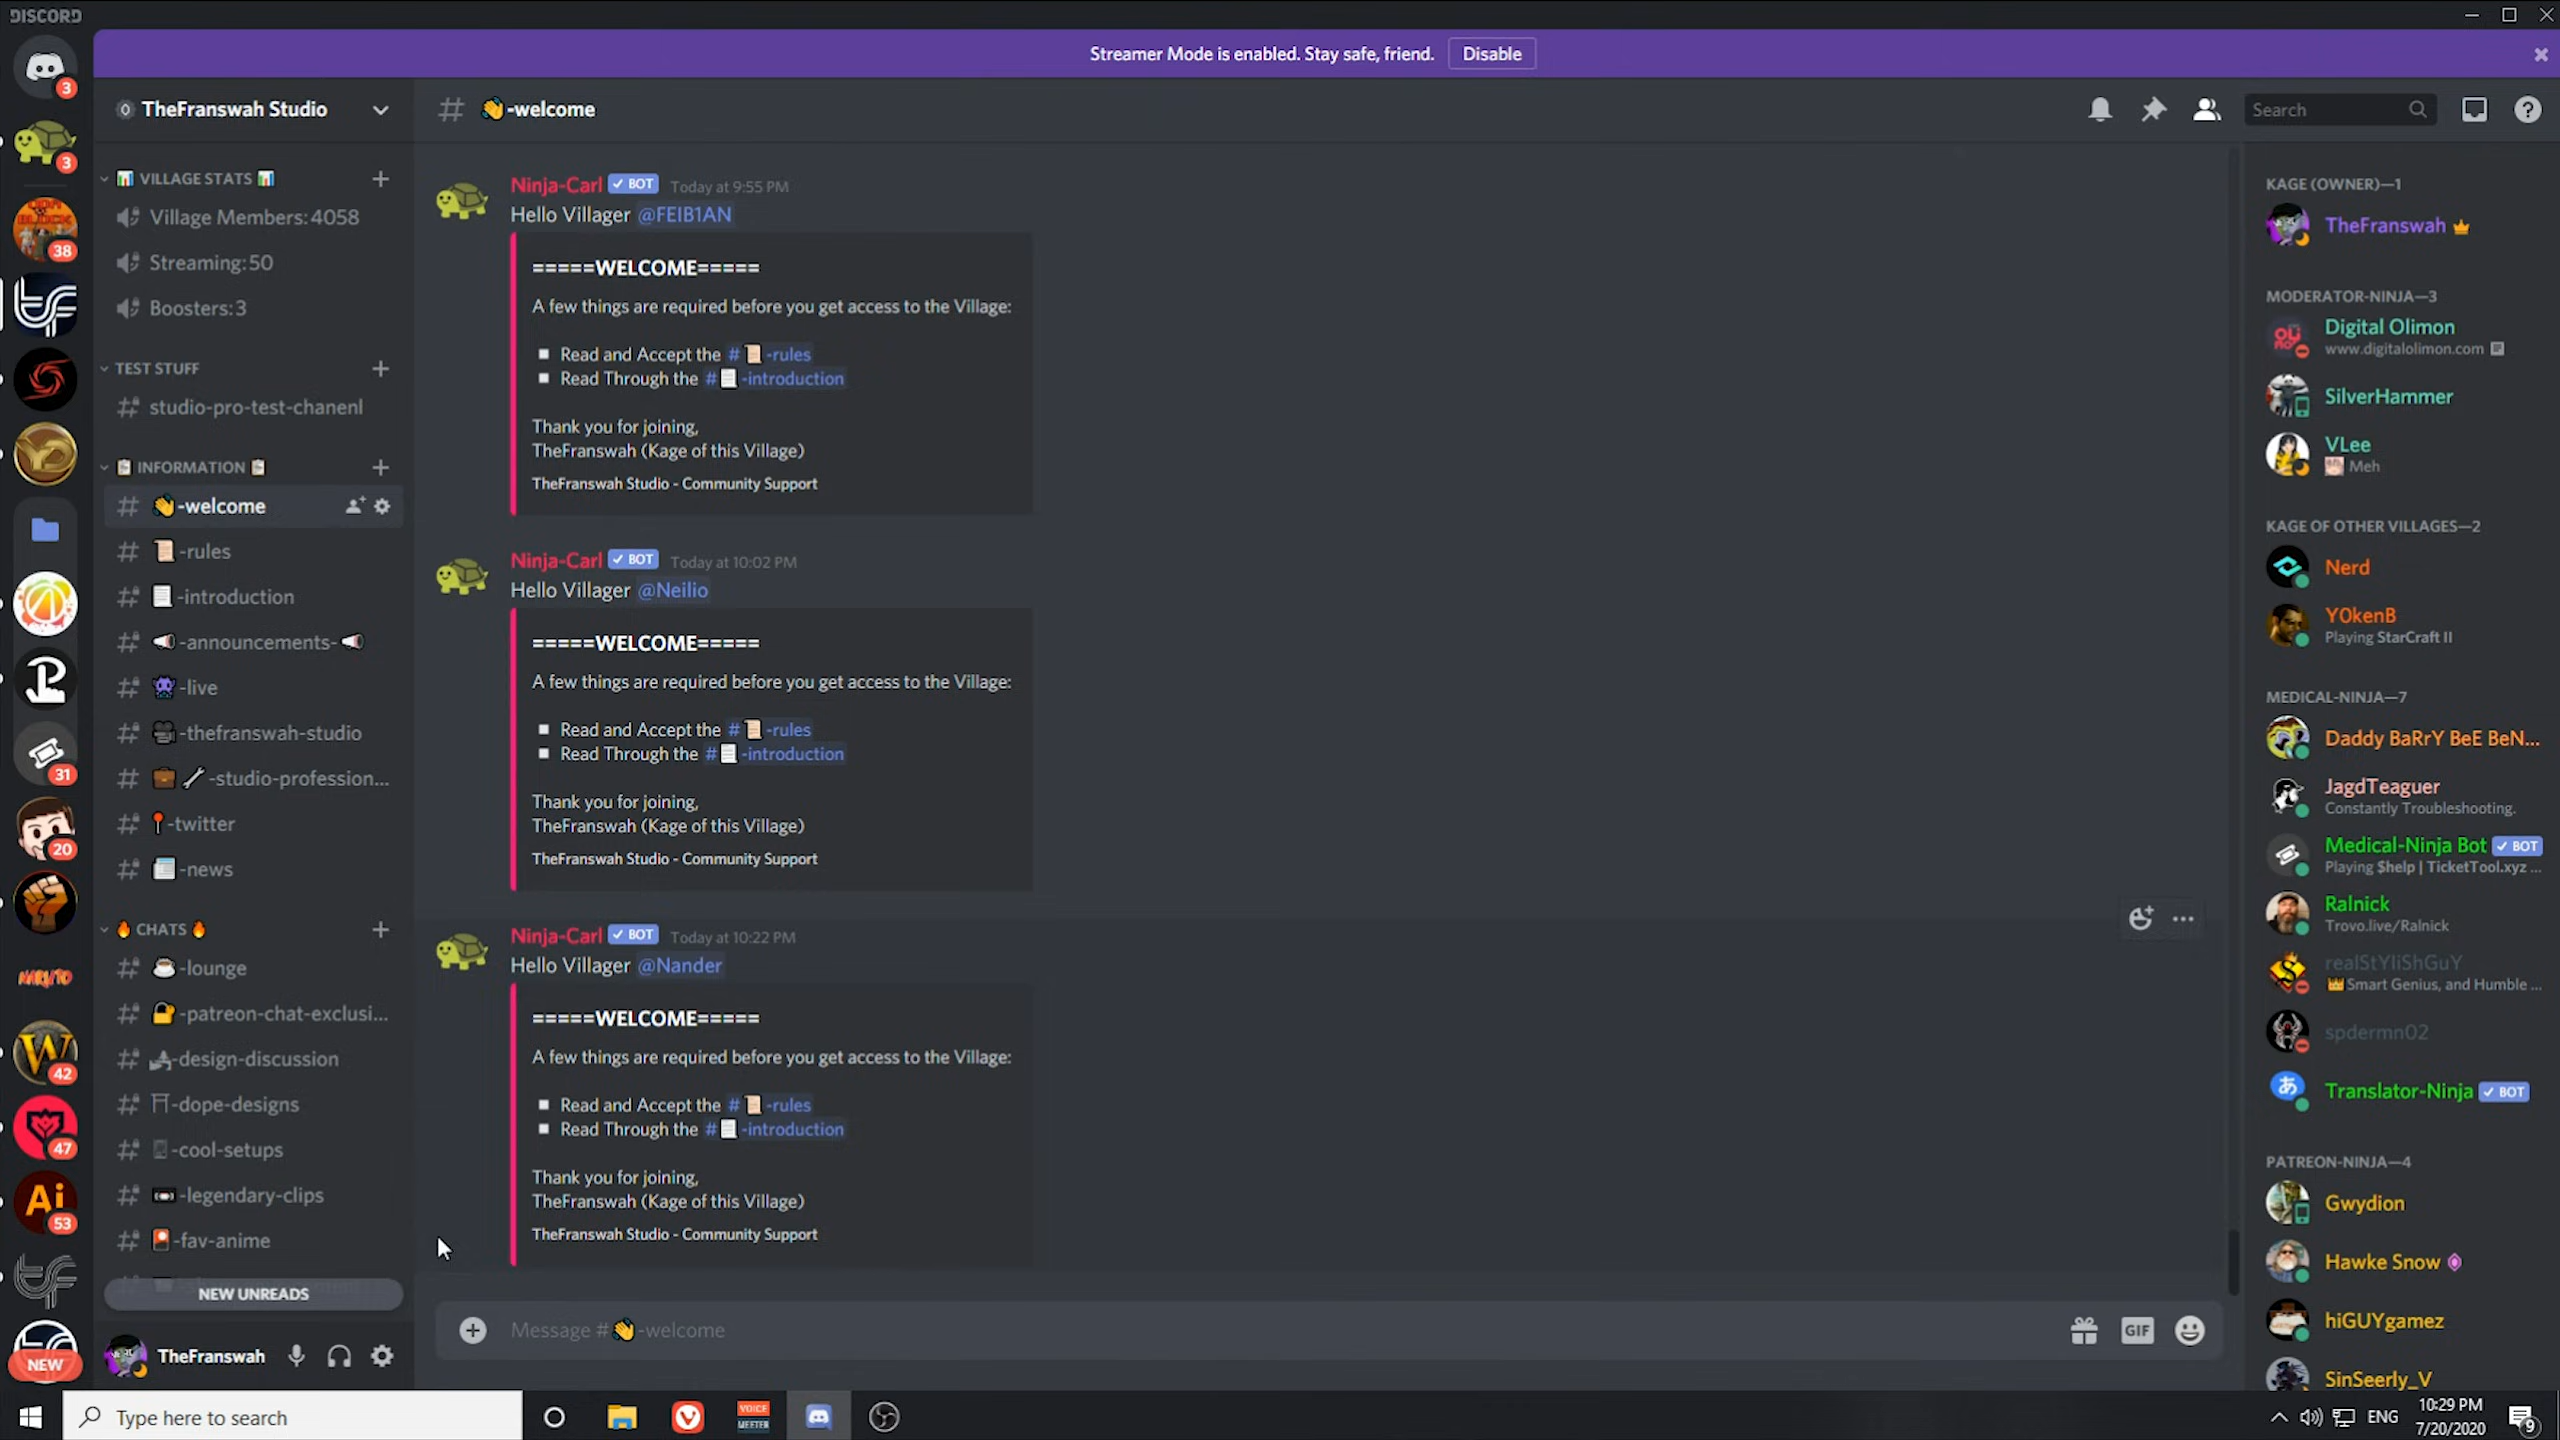 DISCORD
Streamer Mode is enabled. Stay safe, friend.
Disable
3
3
38
31
20
42
47
Ai
53
NEW
TheFranswah Studio
VILLAGE STATS
Village Members: 4058
Streaming: 50
Boosters: 3
TEST STUFF
studio-pro-test-chanenl
INFORMATION
👋-welcome
-rules
-introduction
-announcements-
-live
-thefranswah-studio
-studio-profession...
-twitter
-news
CHATS
-lounge
-patreon-chat-exclusi...
-design-discussion
-dope-designs
-cool-setups
-legendary-clips
-fav-anime
NEW UNREADS
TheFranswah
# 👋-welcome
Search
Ninja-Carl ✓ BOT Today at 9:55 PM
Hello Villager @FEIB1AN
=====WELCOME=====
A few things are required before you get access to the Village:
Read and Accept the # 📜-rules
Read Through the # 📃-introduction
Thank you for joining,
TheFranswah (Kage of this Village)
TheFranswah Studio - Community Support
Ninja-Carl ✓ BOT Today at 10:02 PM
Hello Villager @Neilio
=====WELCOME=====
A few things are required before you get access to the Village:
Read and Accept the # 📜-rules
Read Through the # 📃-introduction
Thank you for joining,
TheFranswah (Kage of this Village)
TheFranswah Studio - Community Support
Ninja-Carl ✓ BOT Today at 10:22 PM
Hello Villager @Nander
=====WELCOME=====
A few things are required before you get access to the Village:
Read and Accept the # 📜-rules
Read Through the # 📃-introduction
Thank you for joining,
TheFranswah (Kage of this Village)
TheFranswah Studio - Community Support
Message #👋-welcome
GIF
KAGE (OWNER)—1
TheFranswah
MODERATOR-NINJA—3
Digital Olimon
www.digitalolimon.com
SilverHammer
VLee
Meh
KAGE OF OTHER VILLAGES—2
Nerd
Y0kenB
Playing StarCraft II
MEDICAL-NINJA—7
Daddy BaRrY BeE BeN...
JagdTeaguer
Constantly Troubleshooting.
Medical-Ninja Bot ✓ BOT
Playing $help | TicketTool.xyz ...
Ralnick
Trovo.live/Ralnick
realStYliShGuY
Smart Genius, and Humble ...
spdermn02
Translator-Ninja ✓ BOT
PATREON-NINJA—4
Gwydion
Hawke Snow
hiGUYgamez
SinSeerly_V
Type here to search
VOICE
MEETER
ENG
10:29 PM
7/20/2020
9